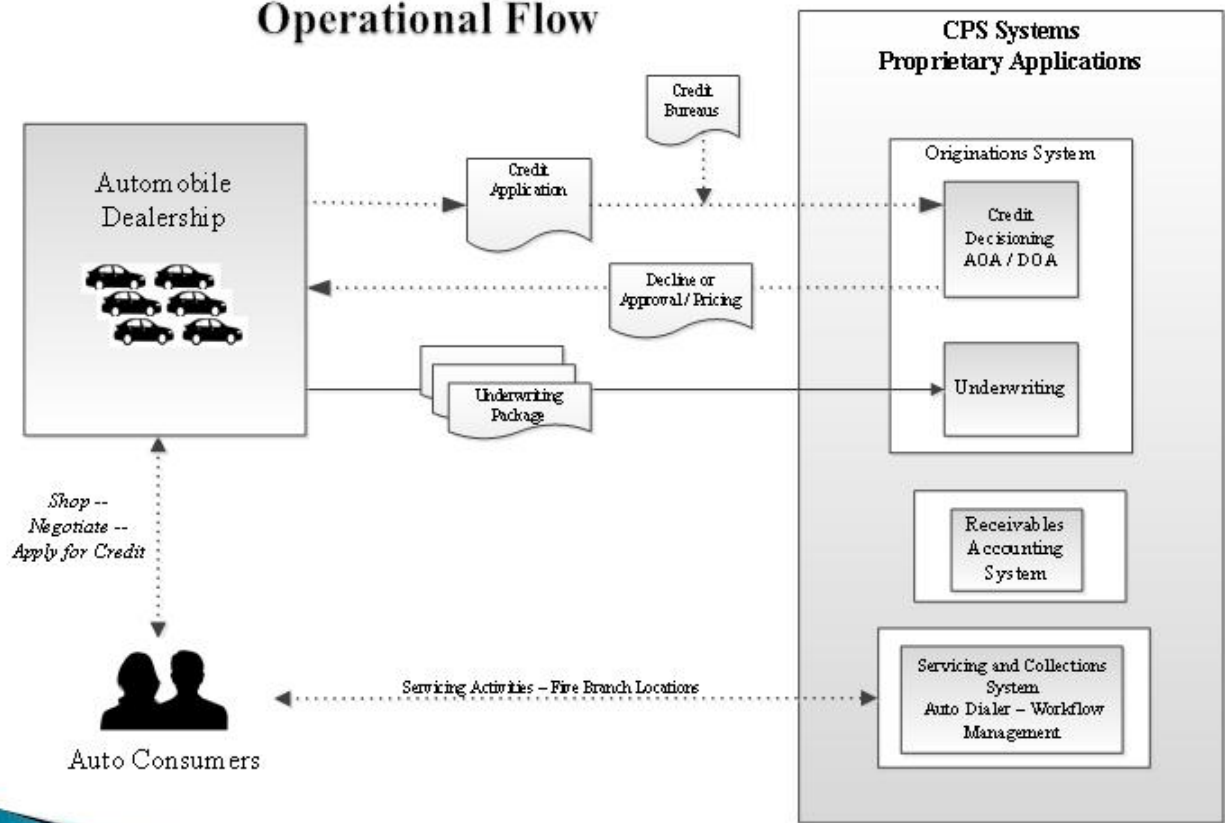 Operational Flow
CPS Systems
Proprietary Applications
Credit
Bureaus
Automobile
Dealership
Credit
Application
Originations System
Credit
Decisioning
AOA / DOA
Decline or
Approval / Pricing
Underwriting
Package
Underwriting
Shop --
Negotiate --
Apply for Credit
Receivables
Accounting
System
Servicing Activities – Five Branch Locations
Servicing and Collections
System
Auto Dialer – Workflow
Management
Auto Consumers